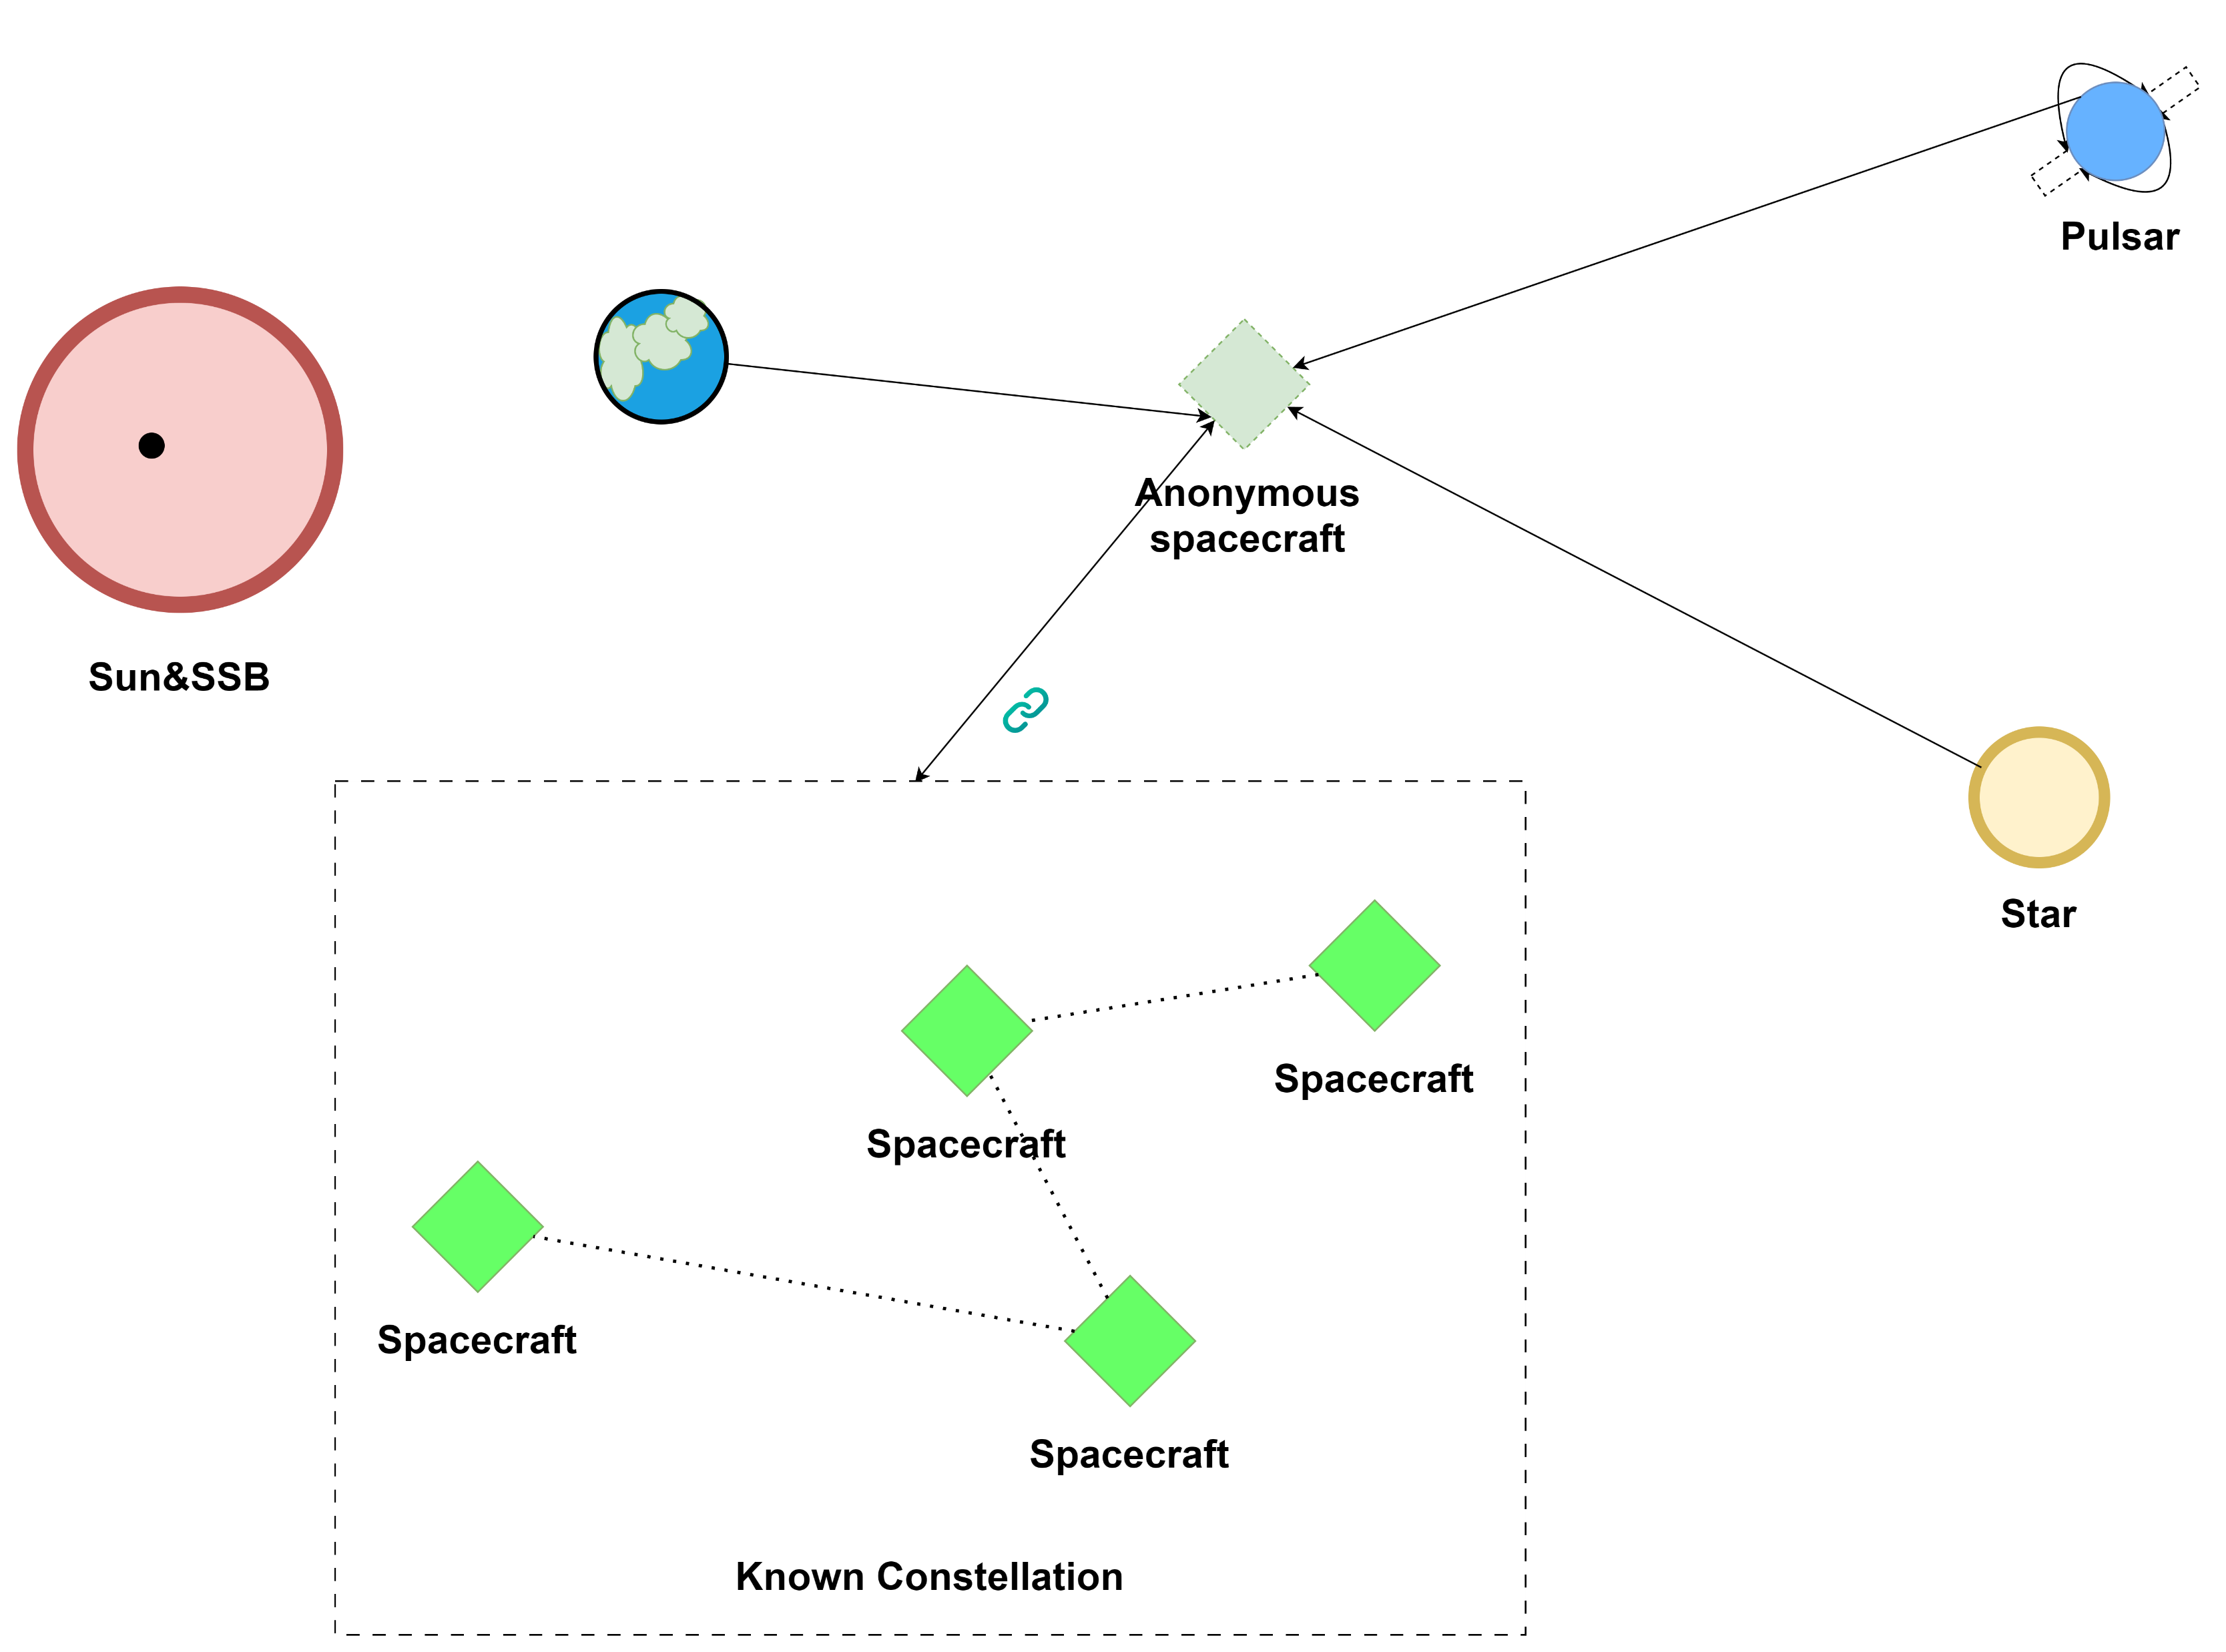 Pulsar
Anonymous
spacecraft
Sun&SSB
Star
Spacecraft
Spacecraft
Spacecraft
Spacecraft
Known Constellation